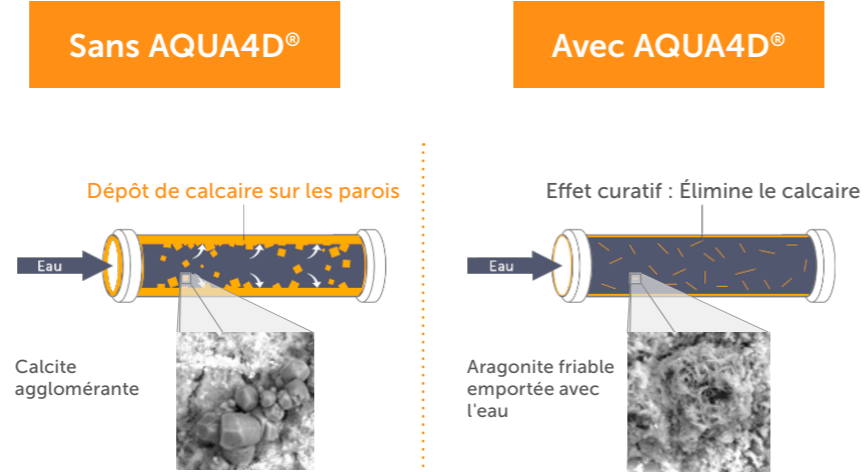 Sans AQUA4D®
Avec AQUA4D®
Dépôt de calcaire sur les parois
Effet curatif : Élimine le calcaire
Eau
Eau
Calcite
agglomérante
Aragonite friable
emportée avec
l'eau